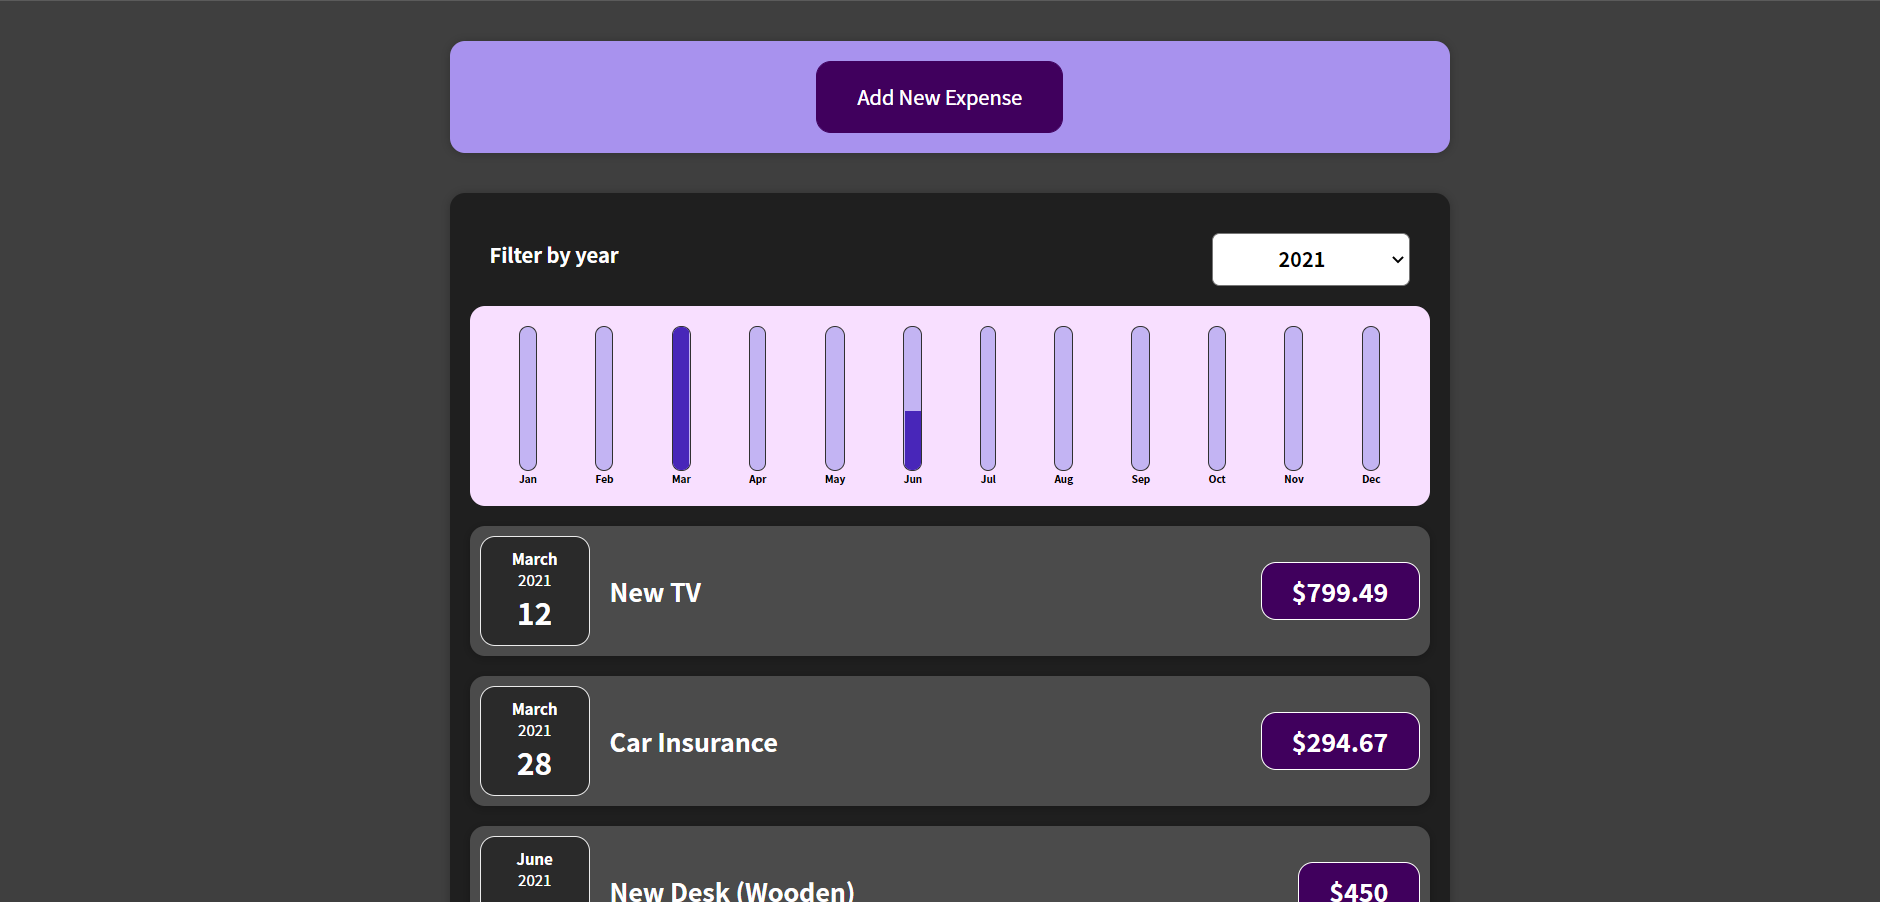 Add New Expense
Filter by year
2021
Jan Feb Mar Apr May Jun Jul Aug Sep Oct Nov Dec
March
2021
12
New TV
$799.49
March
2021
28
Car Insurance
$294.67
June
2021
New Desk (Wooden)
$450